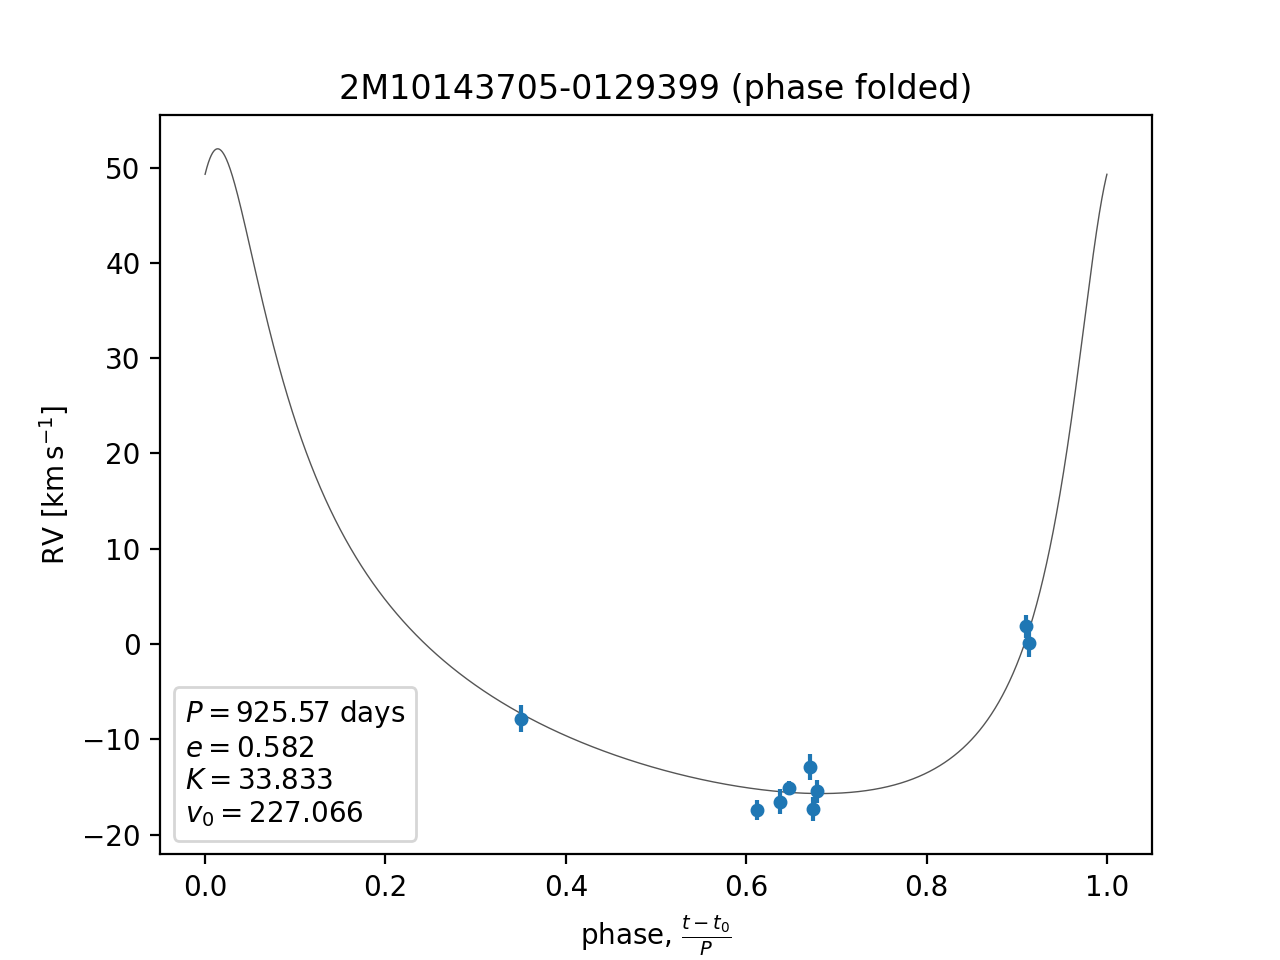 2M10143705-0129399 (phase folded)
RV [km s⁻¹]
50
40
30
20
10
0
−10
−20
P = 925.57 days
e = 0.582
K = 33.833
v₀ = 227.066
0.0 0.2 0.4 0.6 0.8 1.0
phase, (t − t₀)/P